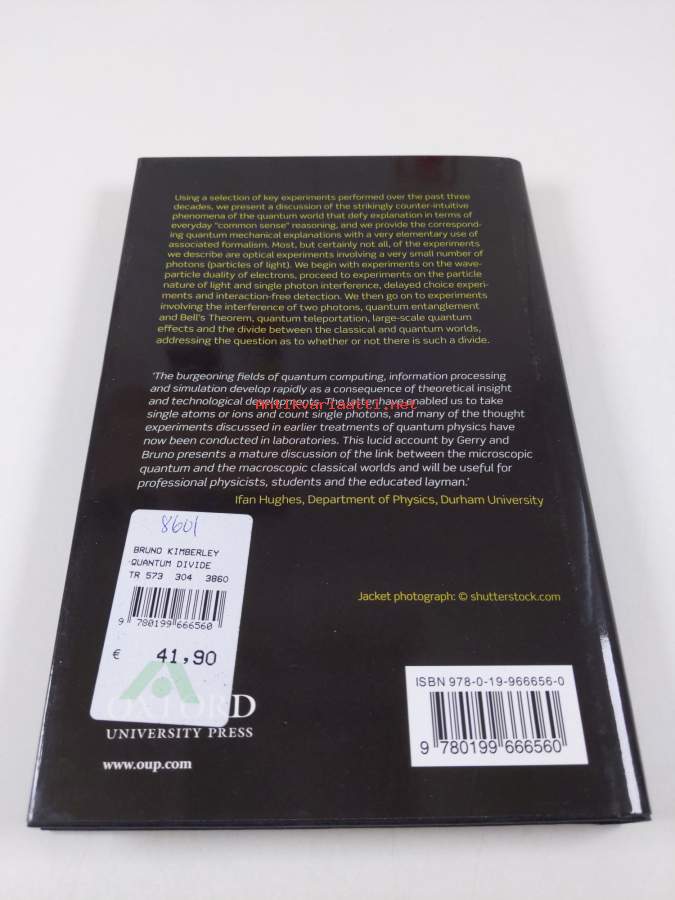 Using a selection of key experiments performed over the past three
decades, we present a discussion of the strikingly counter-intuitive
phenomena of the quantum world that defy explanation in terms of
everyday "common sense" reasoning, and we provide the correspond-
ing quantum mechanical explanations with a very elementary use of
associated formalism. Most, but certainly not all, of the experiments
we describe are optical experiments involving a very small number of
photons (particles of light). We begin with experiments on the wave-
particle duality of electrons, proceed to experiments on the particle
nature of light and single photon interference, delayed choice experi-
ments and interaction-free detection. We then go on to experiments
involving the interference of two photons, quantum entanglement
and Bell's Theorem, quantum teleportation, large-scale quantum
effects and the divide between the classical and quantum worlds,
addressing the question as to whether or not there is such a divide.
'The burgeoning fields of quantum computing, information processing
and simulation develop rapidly as a consequence of theoretical insight
and technological developments. The latter have enabled us to take
single atoms or ions and count single photons, and many of the thought
experiments discussed in earlier treatments of quantum physics have
now been conducted in laboratories. This lucid account by Gerry and
Bruno presents a mature discussion of the link between the microscopic
quantum and the macroscopic classical worlds and will be useful for
professional physicists, students and the educated layman.'
Ifan Hughes, Department of Physics, Durham University
Antikvariaatti.net
8601
BRUNO KIMBERLEY
QUANTUM DIVIDE
TR 573 304 3860
9 780199 666560
€ 41,90
Jacket photograph: © shutterstock.com
OXFORD
UNIVERSITY PRESS
www.oup.com
ISBN 978-0-19-966656-0
9 780199 666560